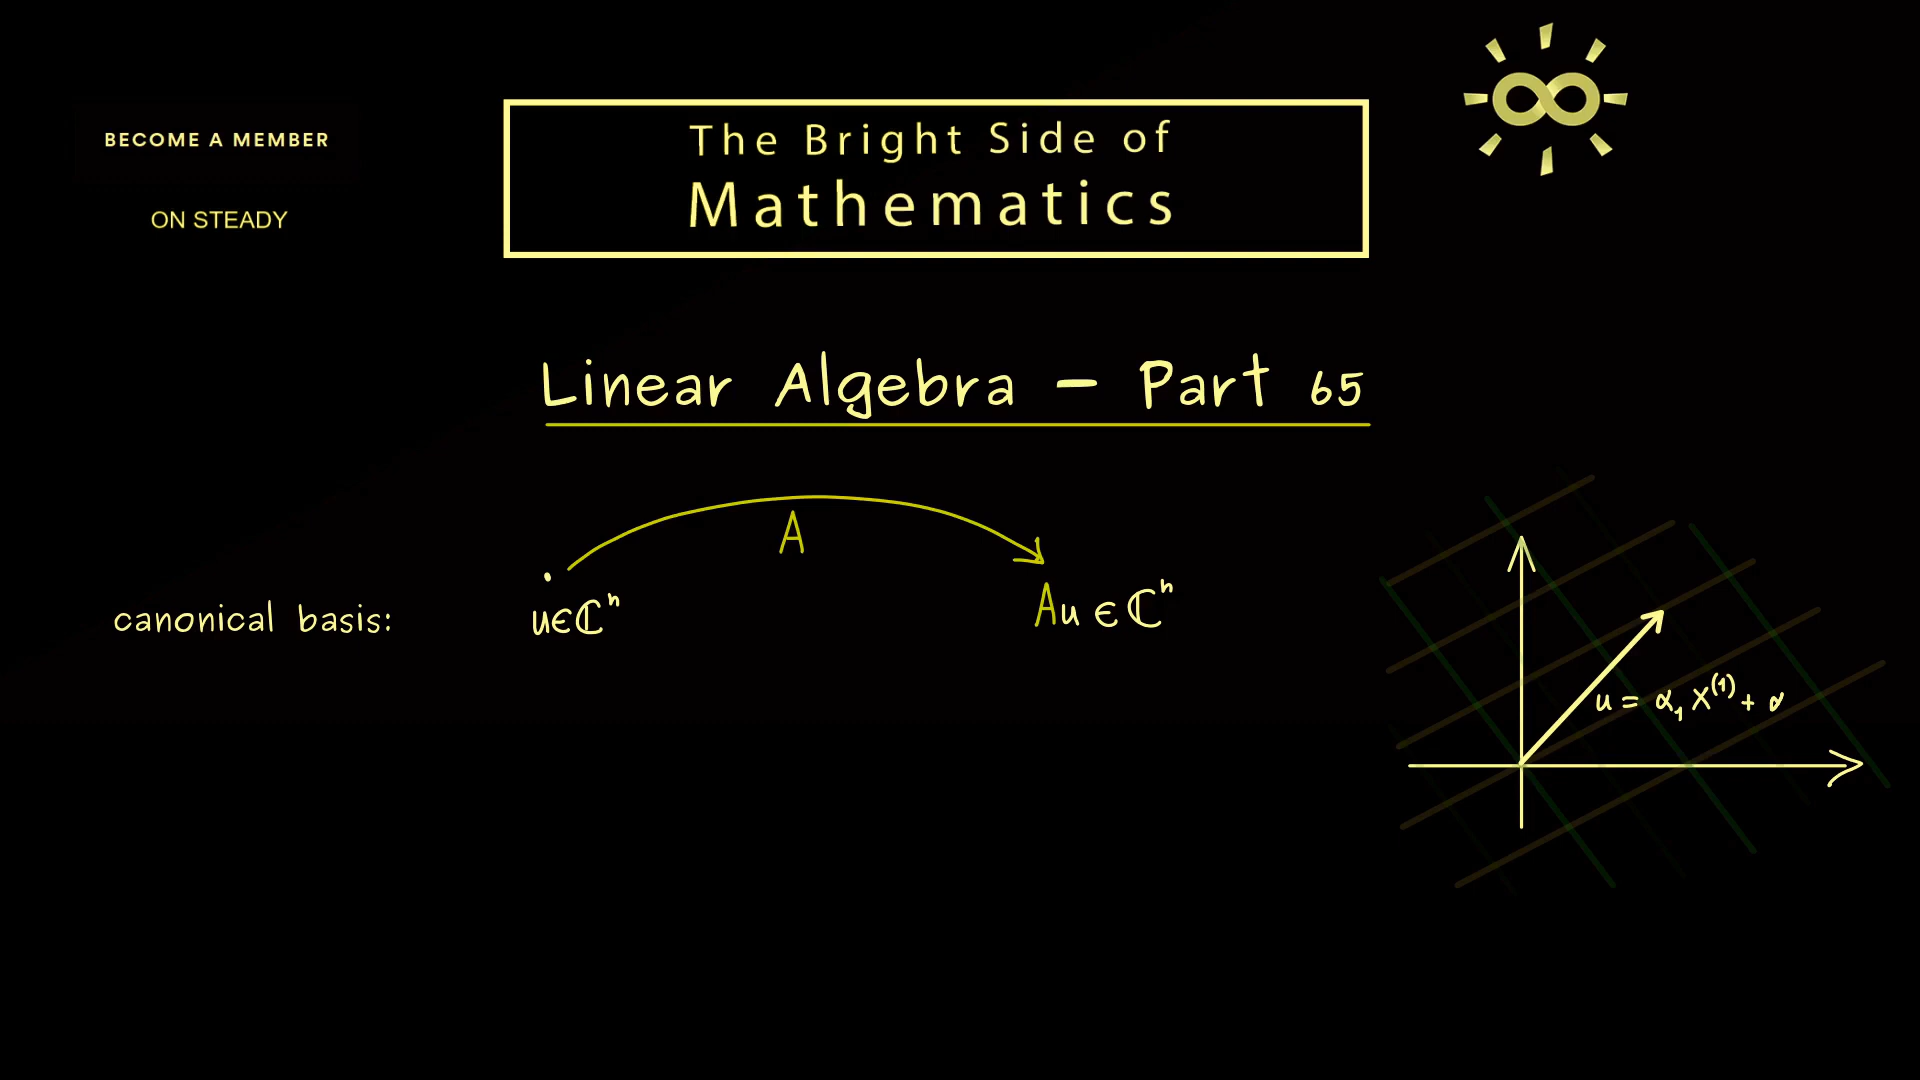 BECOME A MEMBER
ON STEADY
The Bright Side of
Mathematics
Linear Algebra - Part 65
A
canonical basis: u∈ℂⁿ Au ∈ ℂⁿ
u = α₁ x⁽¹⁾ + α